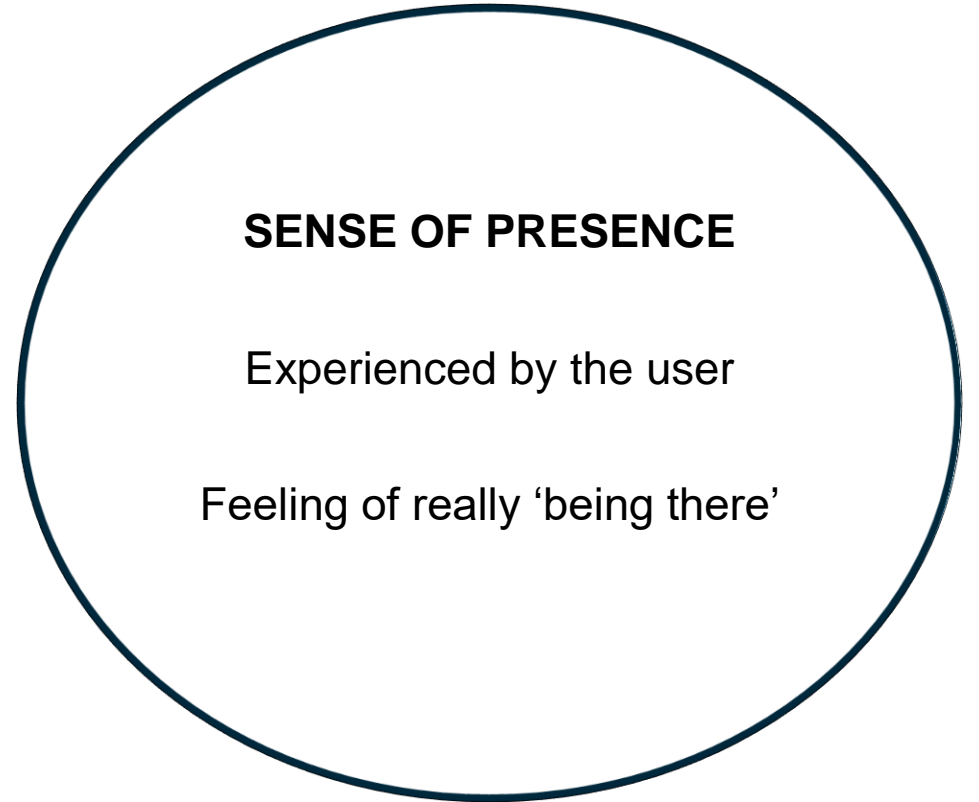 SENSE OF PRESENCE
Experienced by the user
Feeling of really ‘being there’